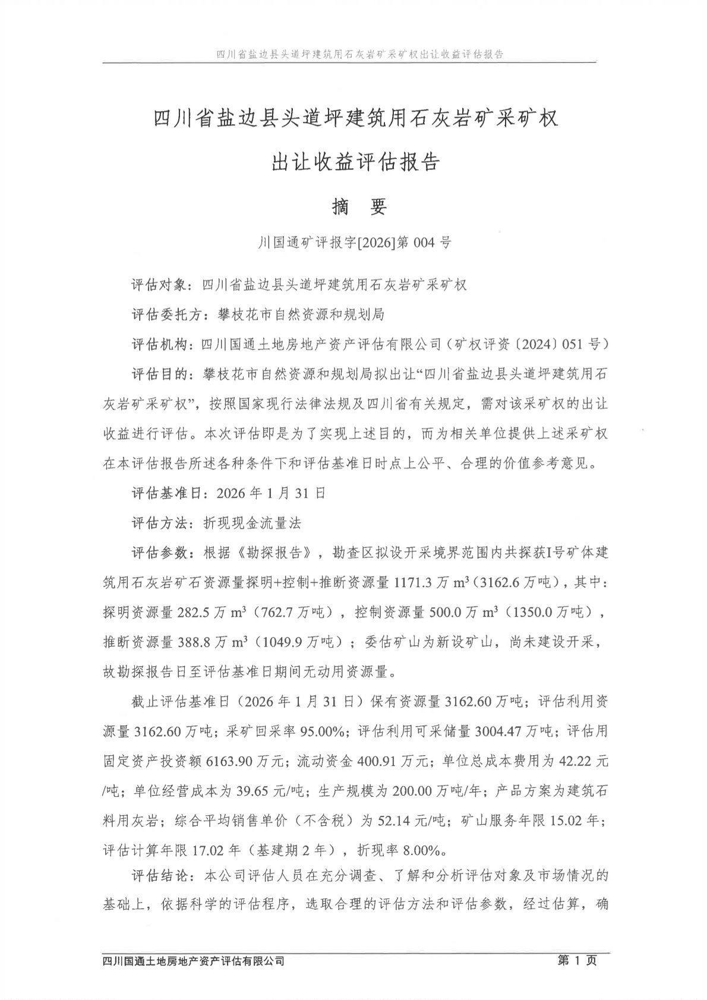 四川省盐边县头道坪建筑用石灰岩矿采矿权出让收益评估报告
四川省盐边县头道坪建筑用石灰岩矿采矿权
出让收益评估报告
摘 要
川国通矿评报字[2026]第 004 号
评估对象：四川省盐边县头道坪建筑用石灰岩矿采矿权
评估委托方：攀枝花市自然资源和规划局
评估机构：四川国通土地房地产资产评估有限公司（矿权评资〔2024〕051 号）
评估目的：攀枝花市自然资源和规划局拟出让“四川省盐边县头道坪建筑用石
灰岩矿采矿权”，按照国家现行法律法规及四川省有关规定，需对该采矿权的出让
收益进行评估。本次评估即是为了实现上述目的，而为相关单位提供上述采矿权
在本评估报告所述各种条件下和评估基准日时点上公平、合理的价值参考意见。
评估基准日：2026 年 1 月 31 日
评估方法：折现现金流量法
评估参数：根据《勘探报告》，勘查区拟设开采境界范围内共探获I号矿体建
筑用石灰岩矿石资源量探明+控制+推断资源量 1171.3 万 m³（3162.6 万吨），其中：
探明资源量 282.5 万 m³（762.7 万吨），控制资源量 500.0 万 m³（1350.0 万吨），
推断资源量 388.8 万 m³（1049.9 万吨）；委估矿山为新设矿山，尚未建设开采，
故勘探报告日至评估基准日期间无动用资源量。
截止评估基准日（2026 年 1 月 31 日）保有资源量 3162.60 万吨；评估利用资
源量 3162.60 万吨；采矿回采率 95.00%；评估利用可采储量 3004.47 万吨；评估用
固定资产投资额 6163.90 万元；流动资金 400.91 万元；单位总成本费用为 42.22 元
/吨；单位经营成本为 39.65 元/吨；生产规模为 200.00 万吨/年；产品方案为建筑石
料用灰岩；综合平均销售单价（不含税）为 52.14 元/吨；矿山服务年限 15.02 年；
评估计算年限 17.02 年（基建期 2 年），折现率 8.00%。
评估结论：本公司评估人员在充分调查、了解和分析评估对象及市场情况的
基础上，依据科学的评估程序，选取合理的评估方法和评估参数，经过估算，确
四川国通土地房地产资产评估有限公司
第 1 页